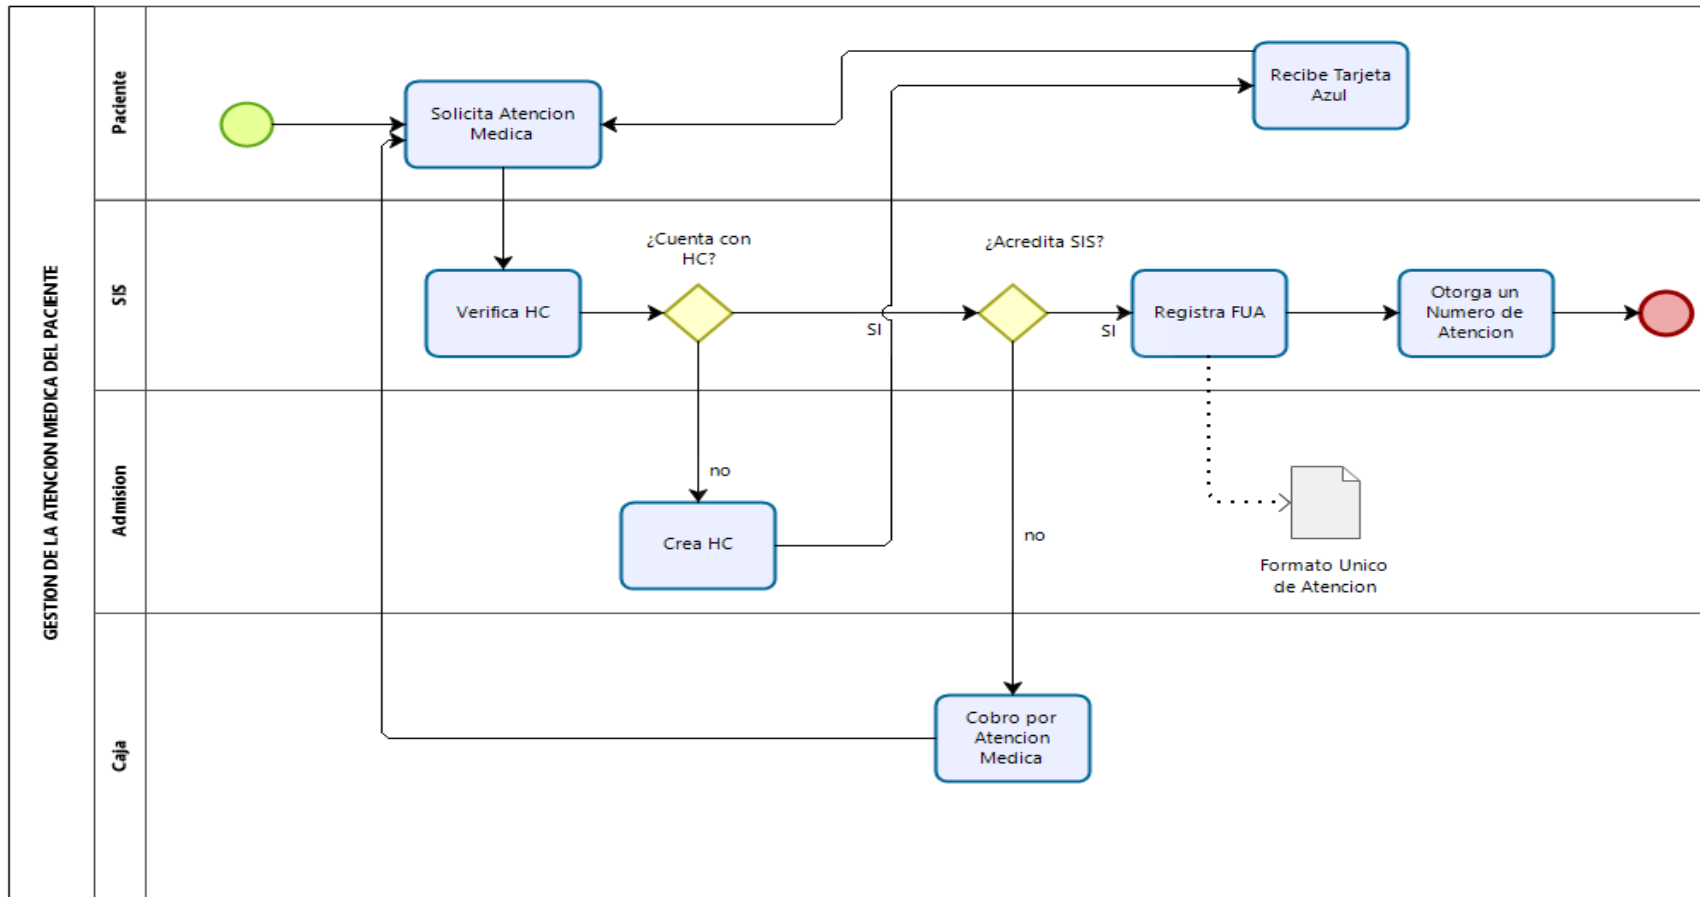 GESTION DE LA ATENCION MEDICA DEL PACIENTE
Paciente
Solicita Atencion
Medica
Recibe Tarjeta
Azul
SIS
Verifica HC
¿Cuenta con
HC?
SI
¿Acredita SIS?
SI
Registra FUA
Otorga un
Numero de
Atencion
Admision
no
Crea HC
no
Formato Unico
de Atencion
Caja
Cobro por
Atencion
Medica